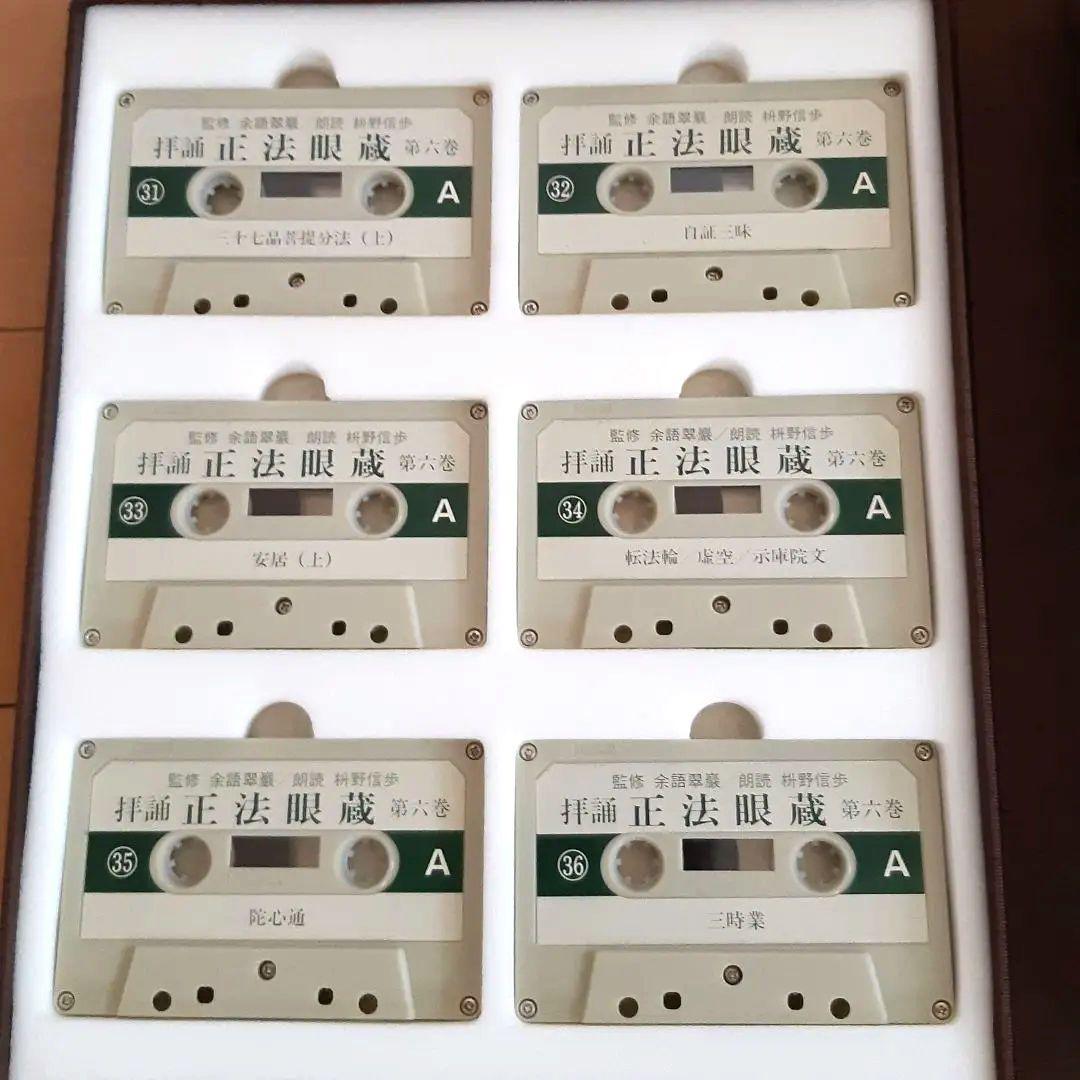 監修 余語翠巖 朗読 枡野信歩
拝誦 正法眼蔵 第六巻
㉛ A
三十七品菩提分法（上）
監修 余語翠巖／朗読 枡野信歩
拝誦 正法眼蔵 第六巻
㉜ A
自証三昧
監修 余語翠巖 朗読 枡野信歩
拝誦 正法眼蔵 第六巻
㉝ A
安居（上）
監修 余語翠巖／朗読 枡野信歩
拝誦 正法眼蔵 第六巻
㉞ A
転法輪／虚空／示庫院文
監修 余語翠巖／朗読 枡野信歩
拝誦 正法眼蔵 第六巻
㉟ A
陀心通
監修 余語翠巖 朗読 枡野信歩
拝誦 正法眼蔵 第六巻
㊱ A
三時業